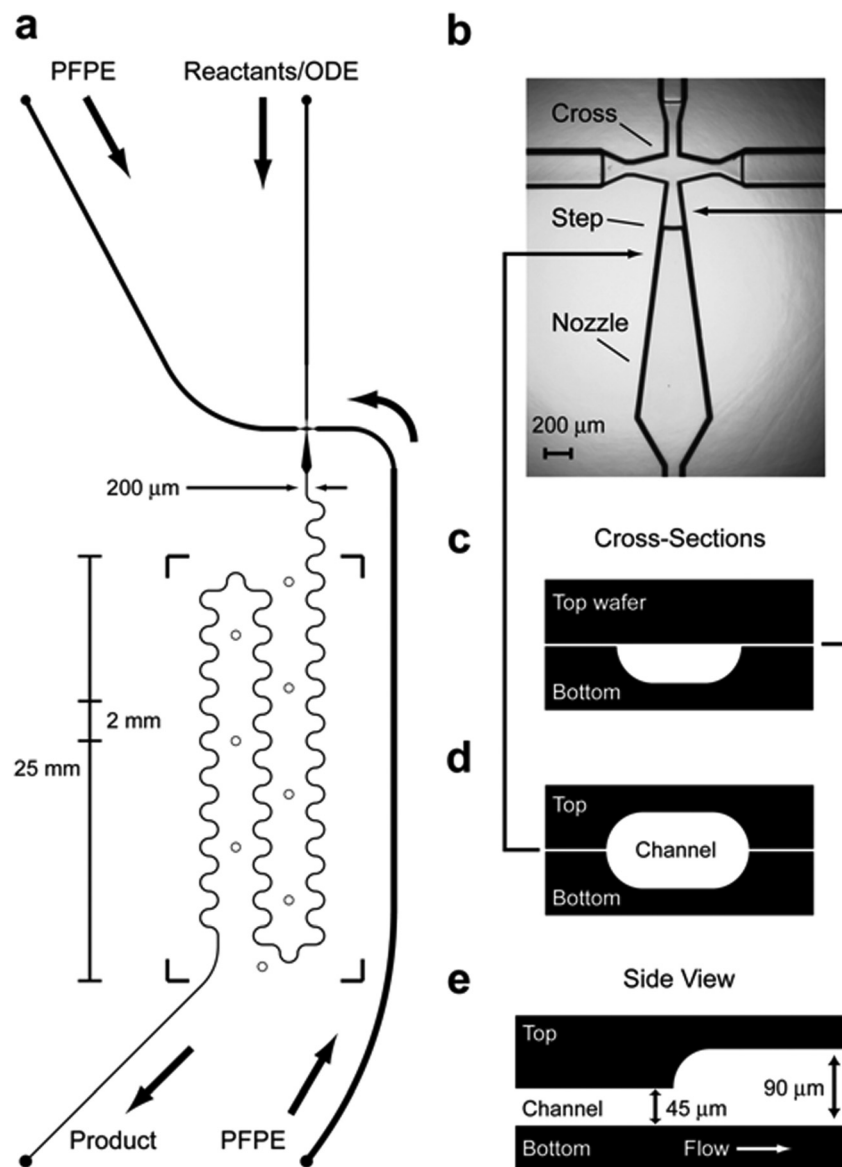 a
PFPE
Reactants/ODE
200 μm
2 mm
25 mm
Product
PFPE
b
Cross
Step
Nozzle
200 μm
c
Cross-Sections
Top wafer
Bottom
d
Top
Channel
Bottom
e
Side View
Top
90 μm
Channel
45 μm
Bottom
Flow